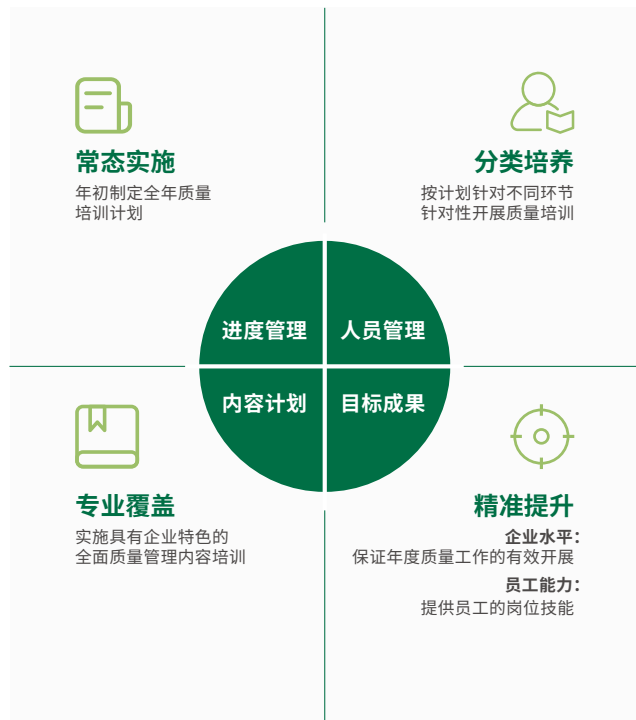 常态实施
年初制定全年质量
培训计划
分类培养
按计划针对不同环节
针对性开展质量培训
进度管理
人员管理
内容计划
目标成果
专业覆盖
实施具有企业特色的
全面质量管理内容培训
精准提升
企业水平：
保证年度质量工作的有效开展
员工能力：
提供员工的岗位技能